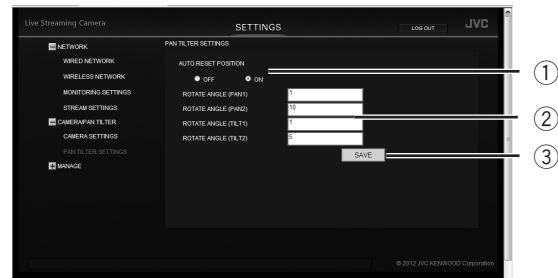 Live Streaming Camera
SETTINGS
LOG OUT
JVC
NETWORK
WIRED NETWORK
WIRELESS NETWORK
MONITORING SETTINGS
STREAM SETTINGS
CAMERA/PAN TILTER
CAMERA SETTINGS
PAN TILTER SETTINGS
MANAGE
PAN TILTER SETTINGS
AUTO RESET POSITION
OFF ON
ROTATE ANGLE (PAN1) 1
ROTATE ANGLE (PAN2) 10
ROTATE ANGLE (TILT1) 1
ROTATE ANGLE (TILT2) 5
SAVE
© 2012 JVC KENWOOD Corporation
1
2
3